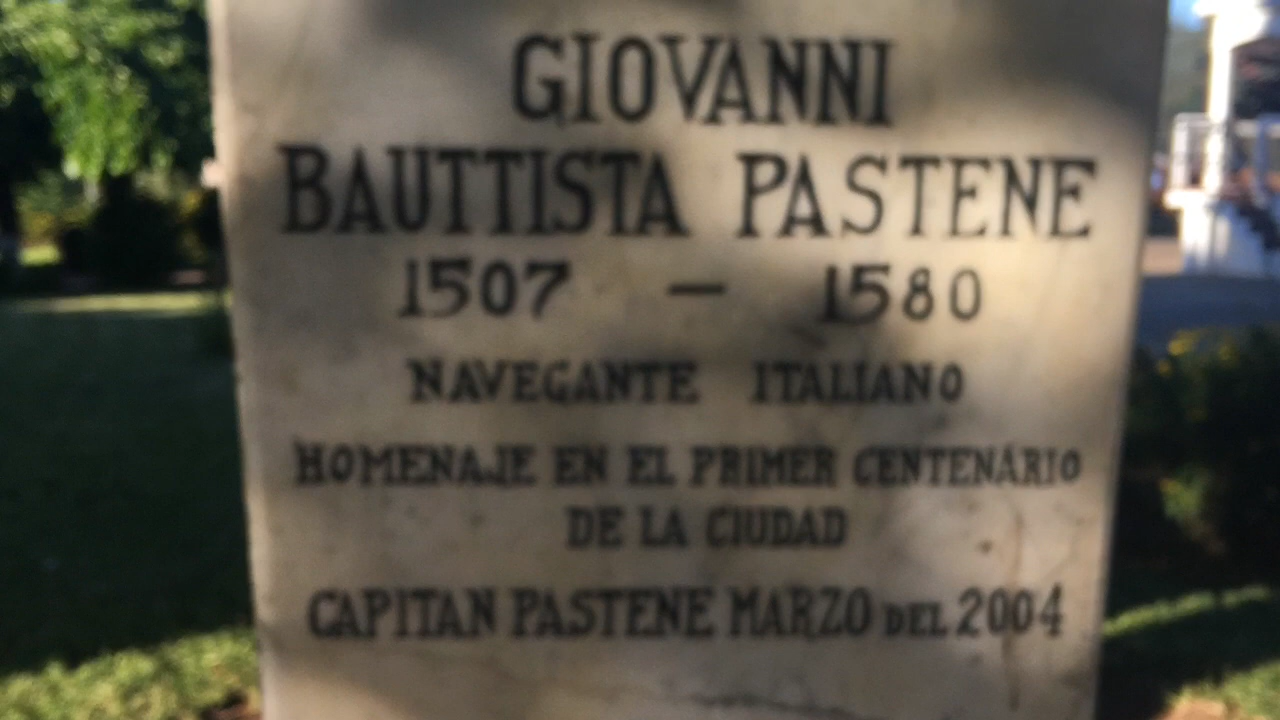 GIOVANNI
BAUTTISTA PASTENE
1507 — 1580
NAVEGANTE ITALIANO
HOMENAJE EN EL PRIMER CENTENÁRIO
DE LA CIUDAD
CAPITAN PASTENE MARZO DEL 2004